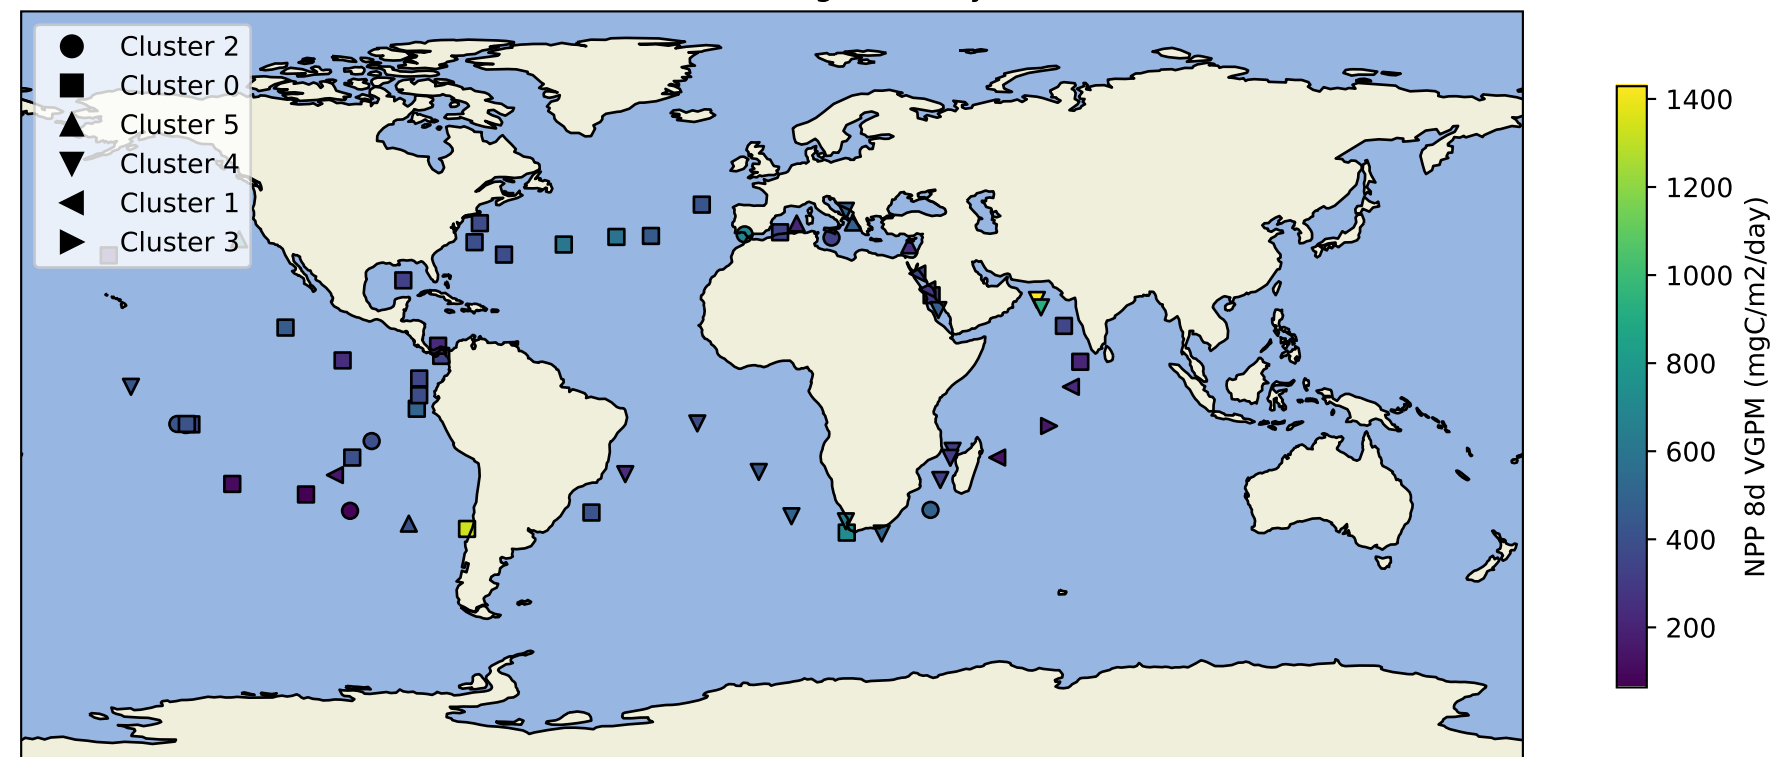 Cluster 2
Cluster 0
Cluster 5
Cluster 4
Cluster 1
Cluster 3
1400
1200
1000
800
600
400
200
NPP 8d VGPM (mgC/m2/day)